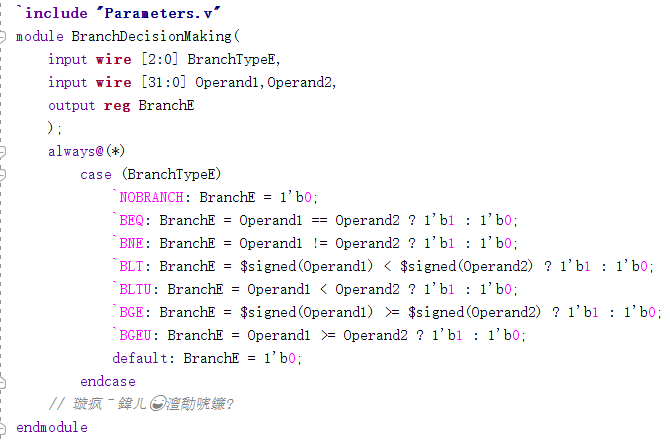 `include "Parameters.v"
module BranchDecisionMaking(
    input wire [2:0] BranchTypeE,
    input wire [31:0] Operand1,Operand2,
    output reg BranchE
    );
    always@(*)
        case (BranchTypeE)
            `NOBRANCH: BranchE = 1'b0;
            `BEQ: BranchE = Operand1 == Operand2 ? 1'b1 : 1'b0;
            `BNE: BranchE = Operand1 != Operand2 ? 1'b1 : 1'b0;
            `BLT: BranchE = $signed(Operand1) < $signed(Operand2) ? 1'b1 : 1'b0;
            `BLTU: BranchE = Operand1 < Operand2 ? 1'b1 : 1'b0;
            `BGE: BranchE = $signed(Operand1) >= $signed(Operand2) ? 1'b1 : 1'b0;
            `BGEU: BranchE = Operand1 >= Operand2 ? 1'b1 : 1'b0;
            default: BranchE = 1'b0;
        endcase
    //
endmodule